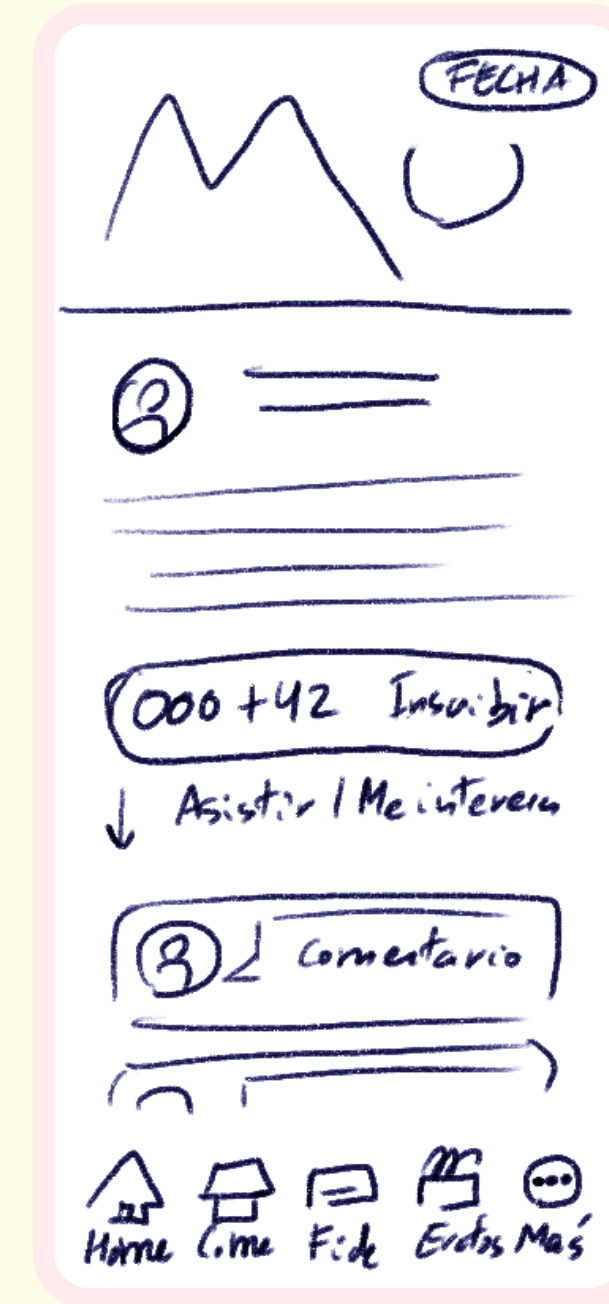 FECHA
000 +42 Inscribir
Asistir / Me interesa
Comentario
Home Fide Más